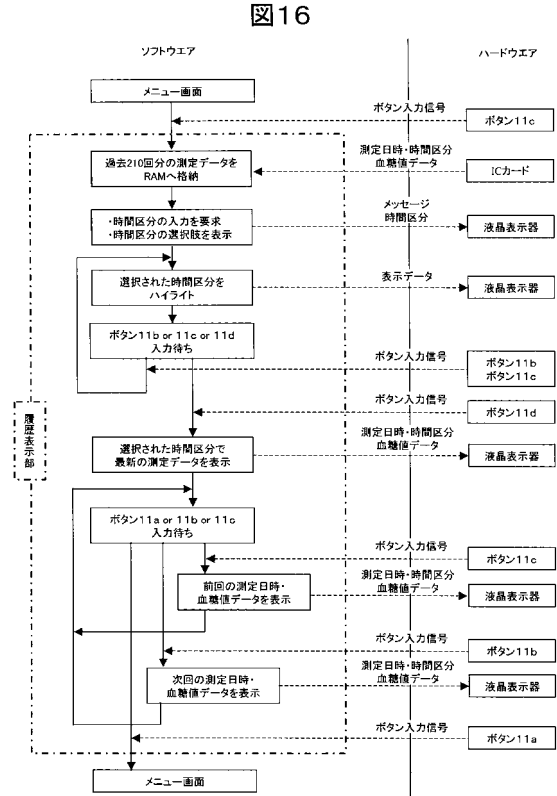 図16
ソフトウエア
ハードウエア
メニュー画面
ボタン入力信号
ボタン11c
過去210回分の測定データを
RAMへ格納
測定日時・時間区分
血糖値データ
ICカード
・時間区分の入力を要求
・時間区分の選択肢を表示
メッセージ
時間区分
液晶表示器
選択された時間区分を
ハイライト
表示データ
液晶表示器
ボタン11b or 11c or 11d
入力待ち
ボタン入力信号
ボタン11b
ボタン11c
ボタン入力信号
ボタン11d
履歴表示部
選択された時間区分で
最新の測定データを表示
測定日時・時間区分
血糖値データ
液晶表示器
ボタン11a or 11b or 11c
入力待ち
ボタン入力信号
ボタン11c
前回の測定日時・
血糖値データを表示
測定日時・時間区分
血糖値データ
液晶表示器
ボタン入力信号
ボタン11b
次回の測定日時・
血糖値データを表示
測定日時・時間区分
血糖値データ
液晶表示器
ボタン入力信号
ボタン11a
メニュー画面